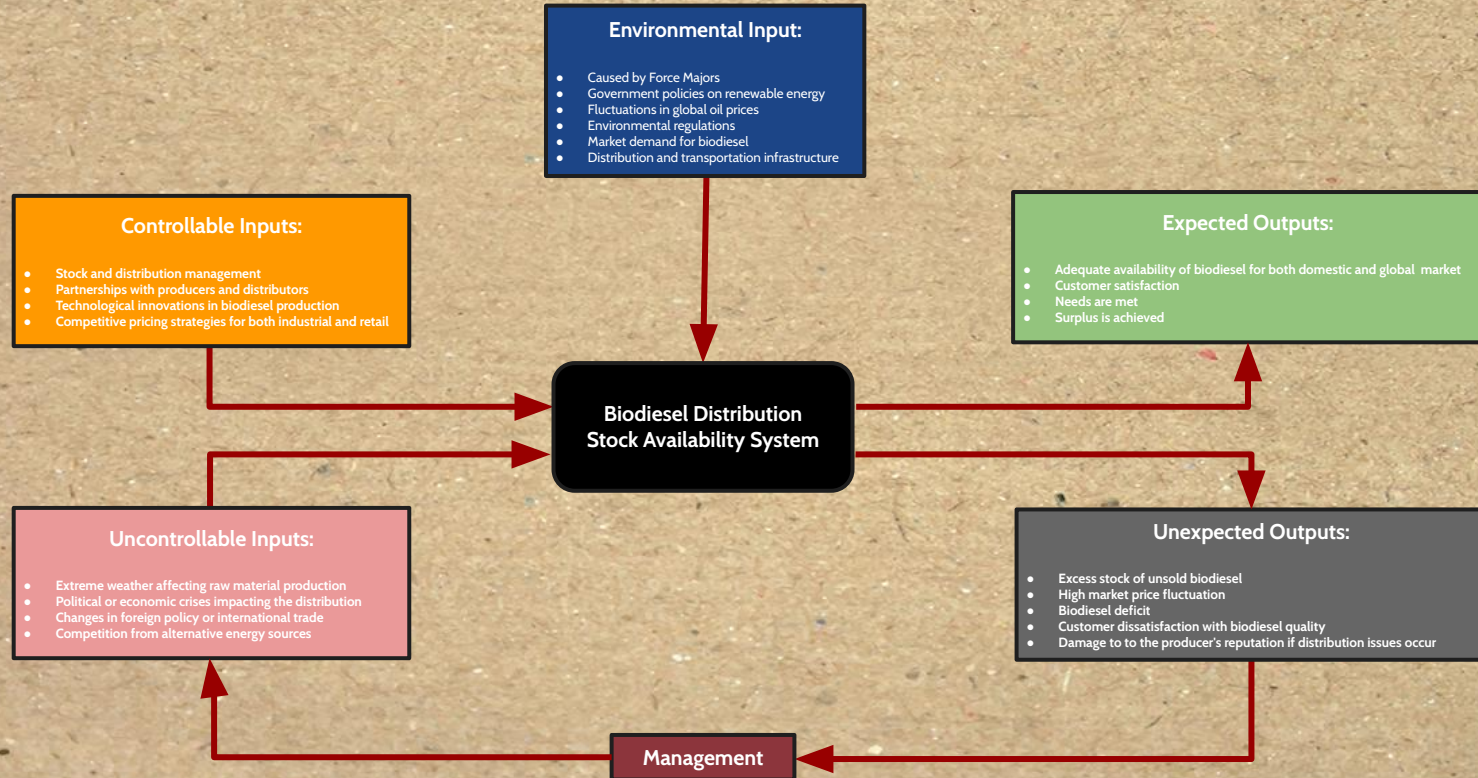 Environmental Input:
● Caused by Force Majors
● Government policies on renewable energy
● Fluctuations in global oil prices
● Environmental regulations
● Market demand for biodiesel
● Distribution and transportation infrastructure
Controllable Inputs:
● Stock and distribution management
● Partnerships with producers and distributors
● Technological innovations in biodiesel production
● Competitive pricing strategies for both industrial and retail
Expected Outputs:
● Adequate availability of biodiesel for both domestic and global market
● Customer satisfaction
● Needs are met
● Surplus is achieved
Biodiesel Distribution
Stock Availability System
Uncontrollable Inputs:
● Extreme weather affecting raw material production
● Political or economic crises impacting the distribution
● Changes in foreign policy or international trade
● Competition from alternative energy sources
Unexpected Outputs:
● Excess stock of unsold biodiesel
● High market price fluctuation
● Biodiesel deficit
● Customer dissatisfaction with biodiesel quality
● Damage to to the producer's reputation if distribution issues occur
Management